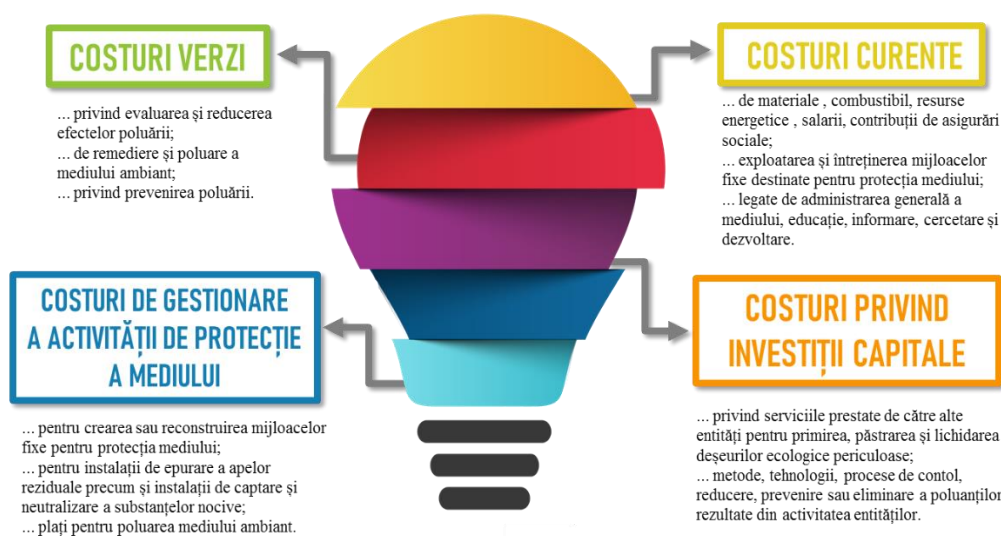 COSTURI VERZI
... privind evaluarea și reducerea
efectelor poluării;
... de remediere și poluare a
mediului ambiant;
... privind prevenirea poluării.
COSTURI CURENTE
... de materiale , combustibil, resurse
energetice , salarii, contribuții de asigurări
sociale;
... exploatarea și întreținerea mijloacelor
fixe destinate pentru protecția mediului;
... legate de administrarea generală a
mediului, educație, informare, cercetare și
dezvoltare.
COSTURI DE GESTIONARE
A ACTIVITĂȚII DE PROTECȚIE
A MEDIULUI
... pentru crearea sau reconstruirea mijloacelor
fixe pentru protecția mediului;
... pentru instalații de epurare a apelor
reziduale precum și instalații de captare și
neutralizare a substanțelor nocive;
... plați pentru poluarea mediului ambiant.
COSTURI PRIVIND
INVESTIȚII CAPITALE
... privind serviciile prestate de către alte
entități pentru primirea, păstrarea și lichidarea
deșeurilor ecologice periculoase;
... metode, tehnologii, procese de contol,
reducere, prevenire sau eliminare a poluanților
rezultate din activitatea entităților.